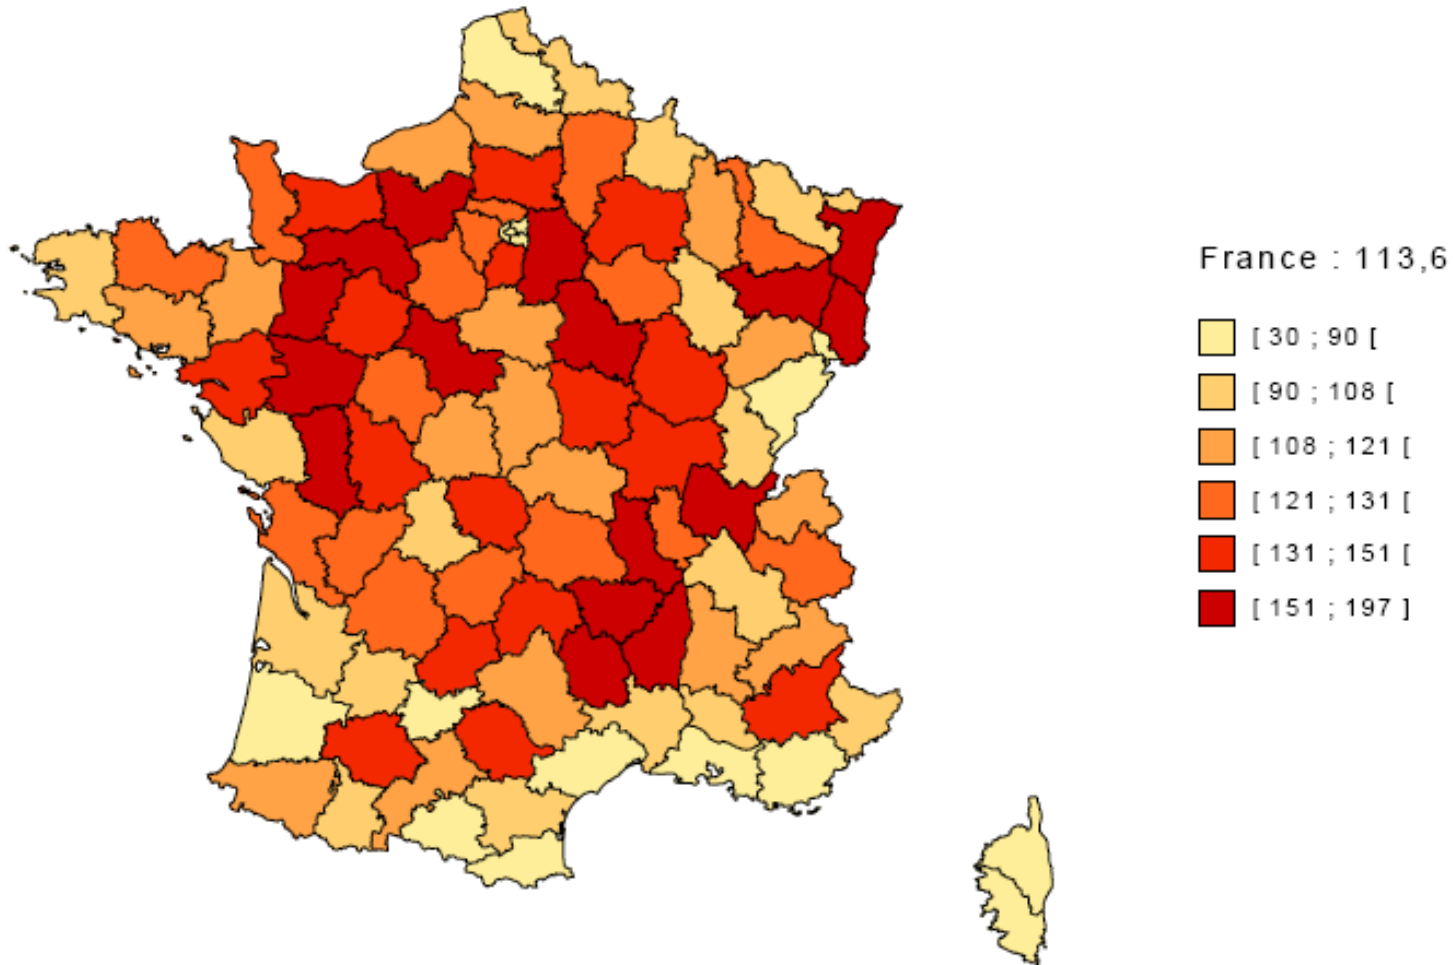 France : 113,6
[ 30 ; 90 [
[ 90 ; 108 [
[ 108 ; 121 [
[ 121 ; 131 [
[ 131 ; 151 [
[ 151 ; 197 ]